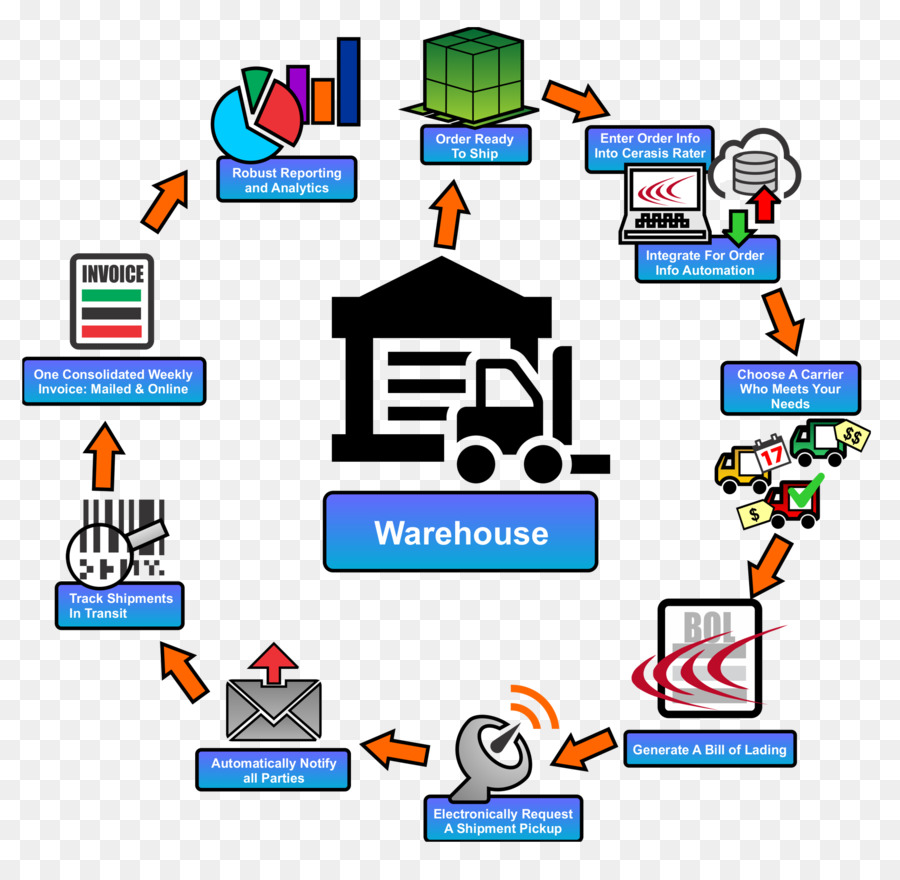 Order Ready
To Ship
Enter Order Info
Into Cerasis Rater
Integrate For Order
Info Automation
Choose A Carrier
Who Meets Your
Needs
17
$$
$
BOL
Generate A Bill of Lading
Electronically Request
A Shipment Pickup
Automatically Notify
all Parties
Track Shipments
In Transit
INVOICE
One Consolidated Weekly
Invoice: Mailed & Online
Robust Reporting
and Analytics
Warehouse